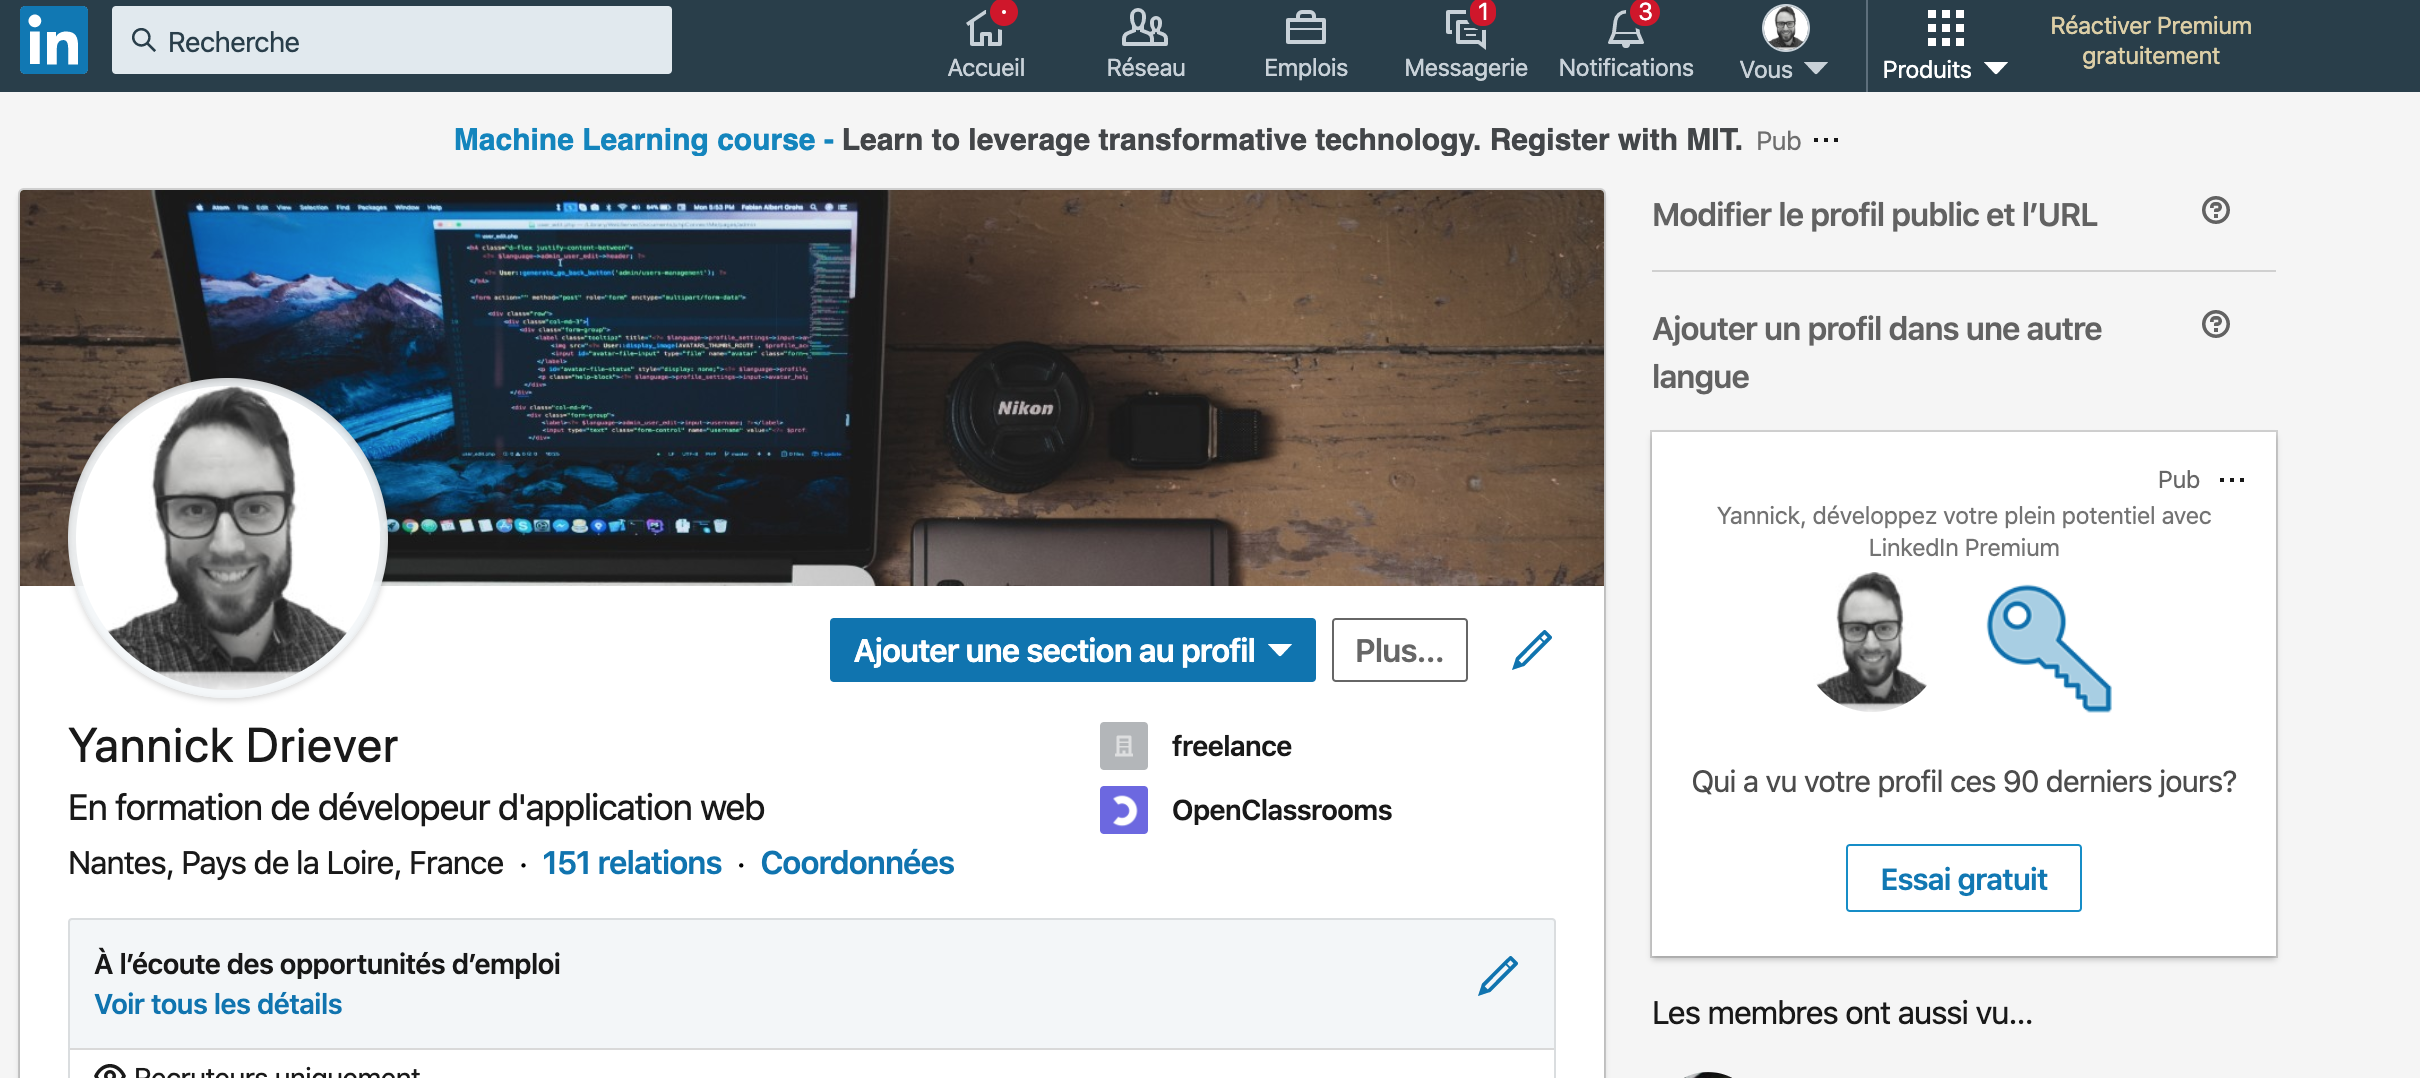 in
Recherche
Accueil
Réseau
Emplois
1
Messagerie
3
Notifications
Vous
Produits
Réactiver Premium
gratuitement
Machine Learning course - Learn to leverage transformative technology. Register with MIT. Pub ...
Nikon
Modifier le profil public et l’URL
Ajouter un profil dans une autre
langue
Ajouter une section au profil
Plus...
Yannick Driever
En formation de dévelopeur d'application web
Nantes, Pays de la Loire, France · 151 relations · Coordonnées
freelance
OpenClassrooms
À l’écoute des opportunités d’emploi
Voir tous les détails
Recruteurs uniquement
Pub ...
Yannick, développez votre plein potentiel avec
LinkedIn Premium
Qui a vu votre profil ces 90 derniers jours?
Essai gratuit
Les membres ont aussi vu...